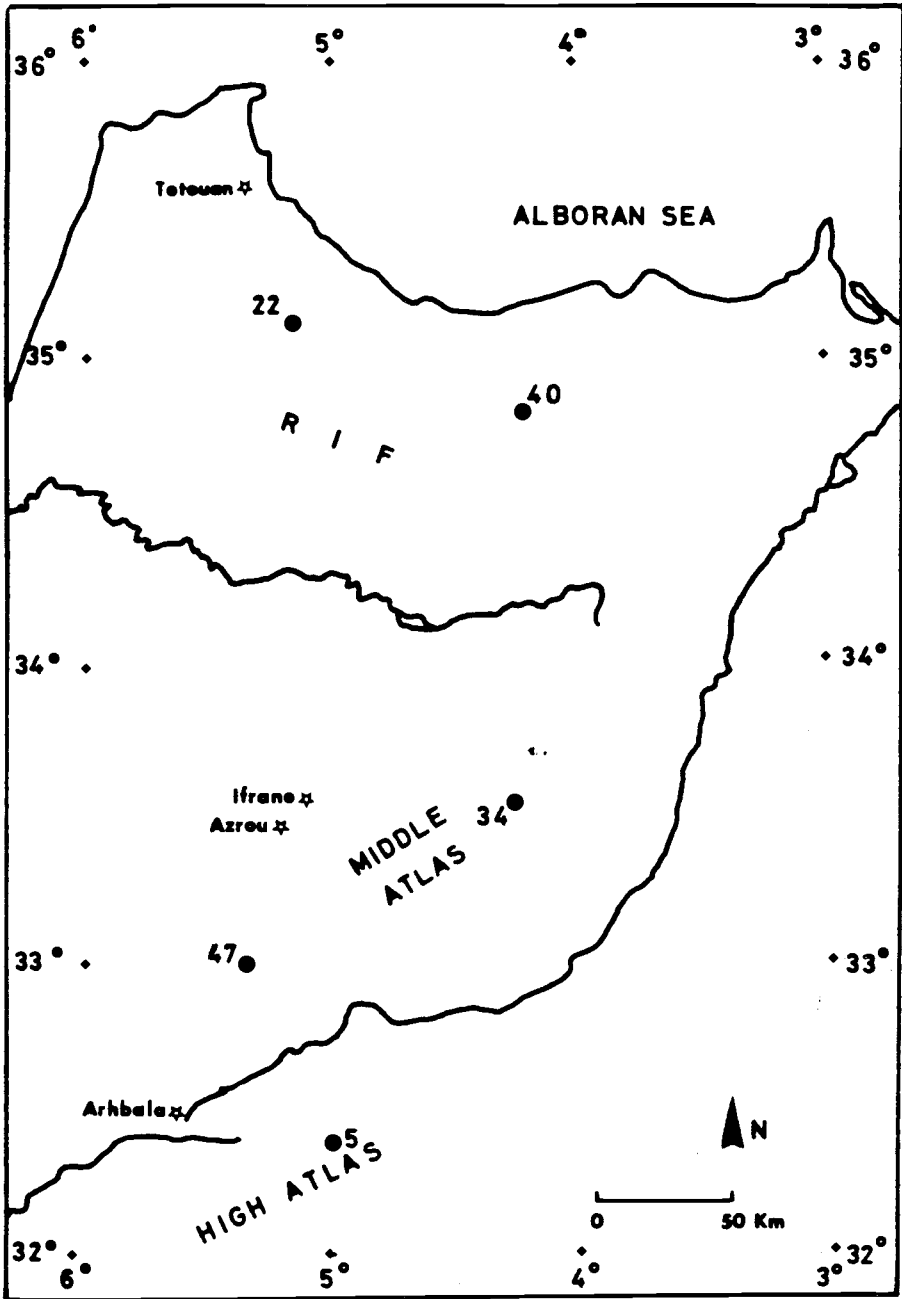 6° 5° 4° 3°
36° 36°
Tetouan
ALBORAN SEA
22
35° 35°
40
R I F
34° 34°
Ifrane
Azrou
34
MIDDLE
ATLAS
47
33° 33°
Arhbala
5
HIGH ATLAS
N
0 50 Km
32° 32°
6° 5° 4° 3°